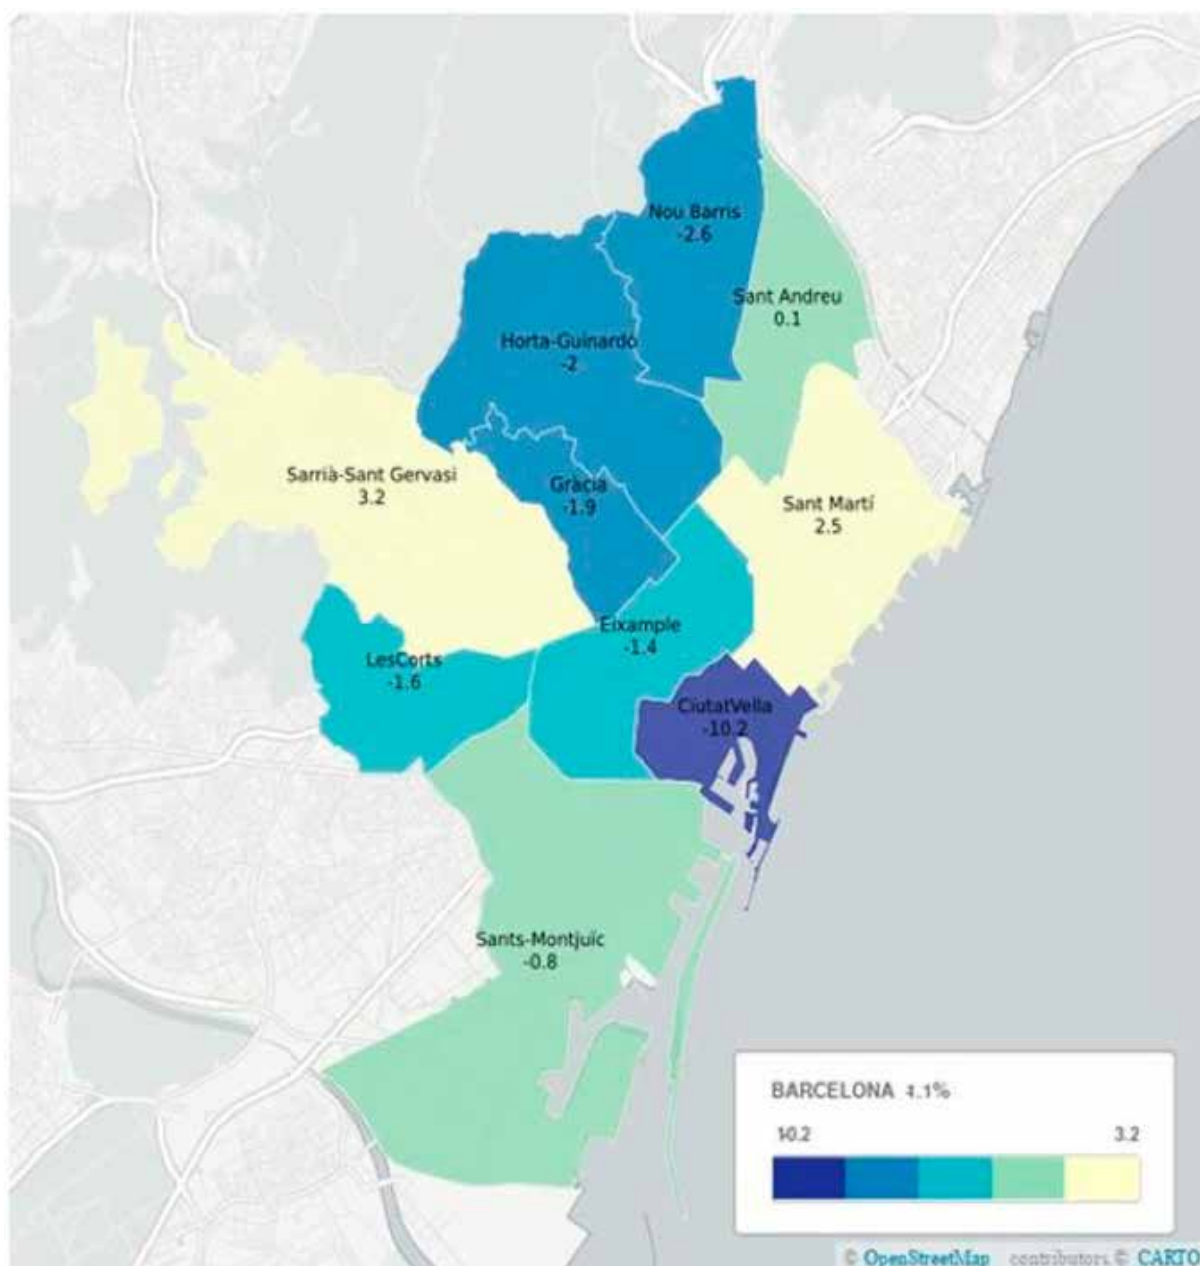 Nou Barris
-2.6
Sant Andreu
0.1
Horta-Guinardó
-2
Sarrià-Sant Gervasi
3.2
Gràcia
-1.9
Sant Martí
2.5
Eixample
-1.4
LesCorts
-1.6
CiutatVella
-10.2
Sants-Montjuïc
-0.8
BARCELONA
3.2
© OpenStreetMap contributors © CARTO